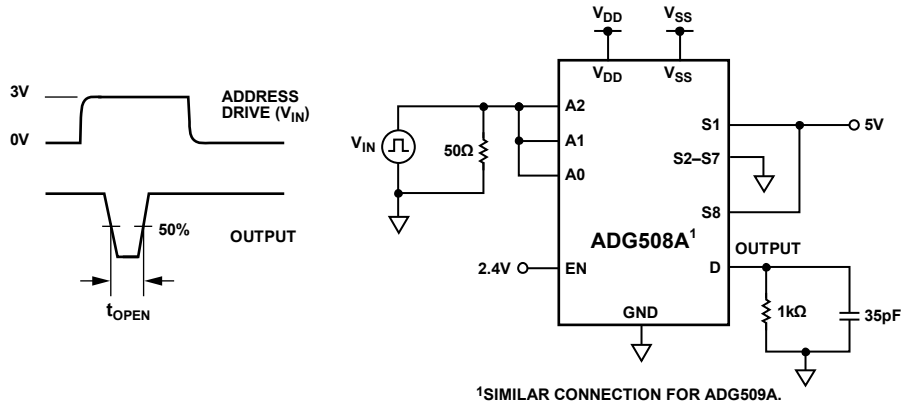 3V
0V
ADDRESS
DRIVE (VIN)
50%
OUTPUT
tOPEN
VDD
VSS
VDD
VSS
VIN
50Ω
A2
A1
A0
2.4V
EN
ADG508A1
GND
S1
S2–S7
S8
D
5V
OUTPUT
1kΩ
35pF
1SIMILAR CONNECTION FOR ADG509A.